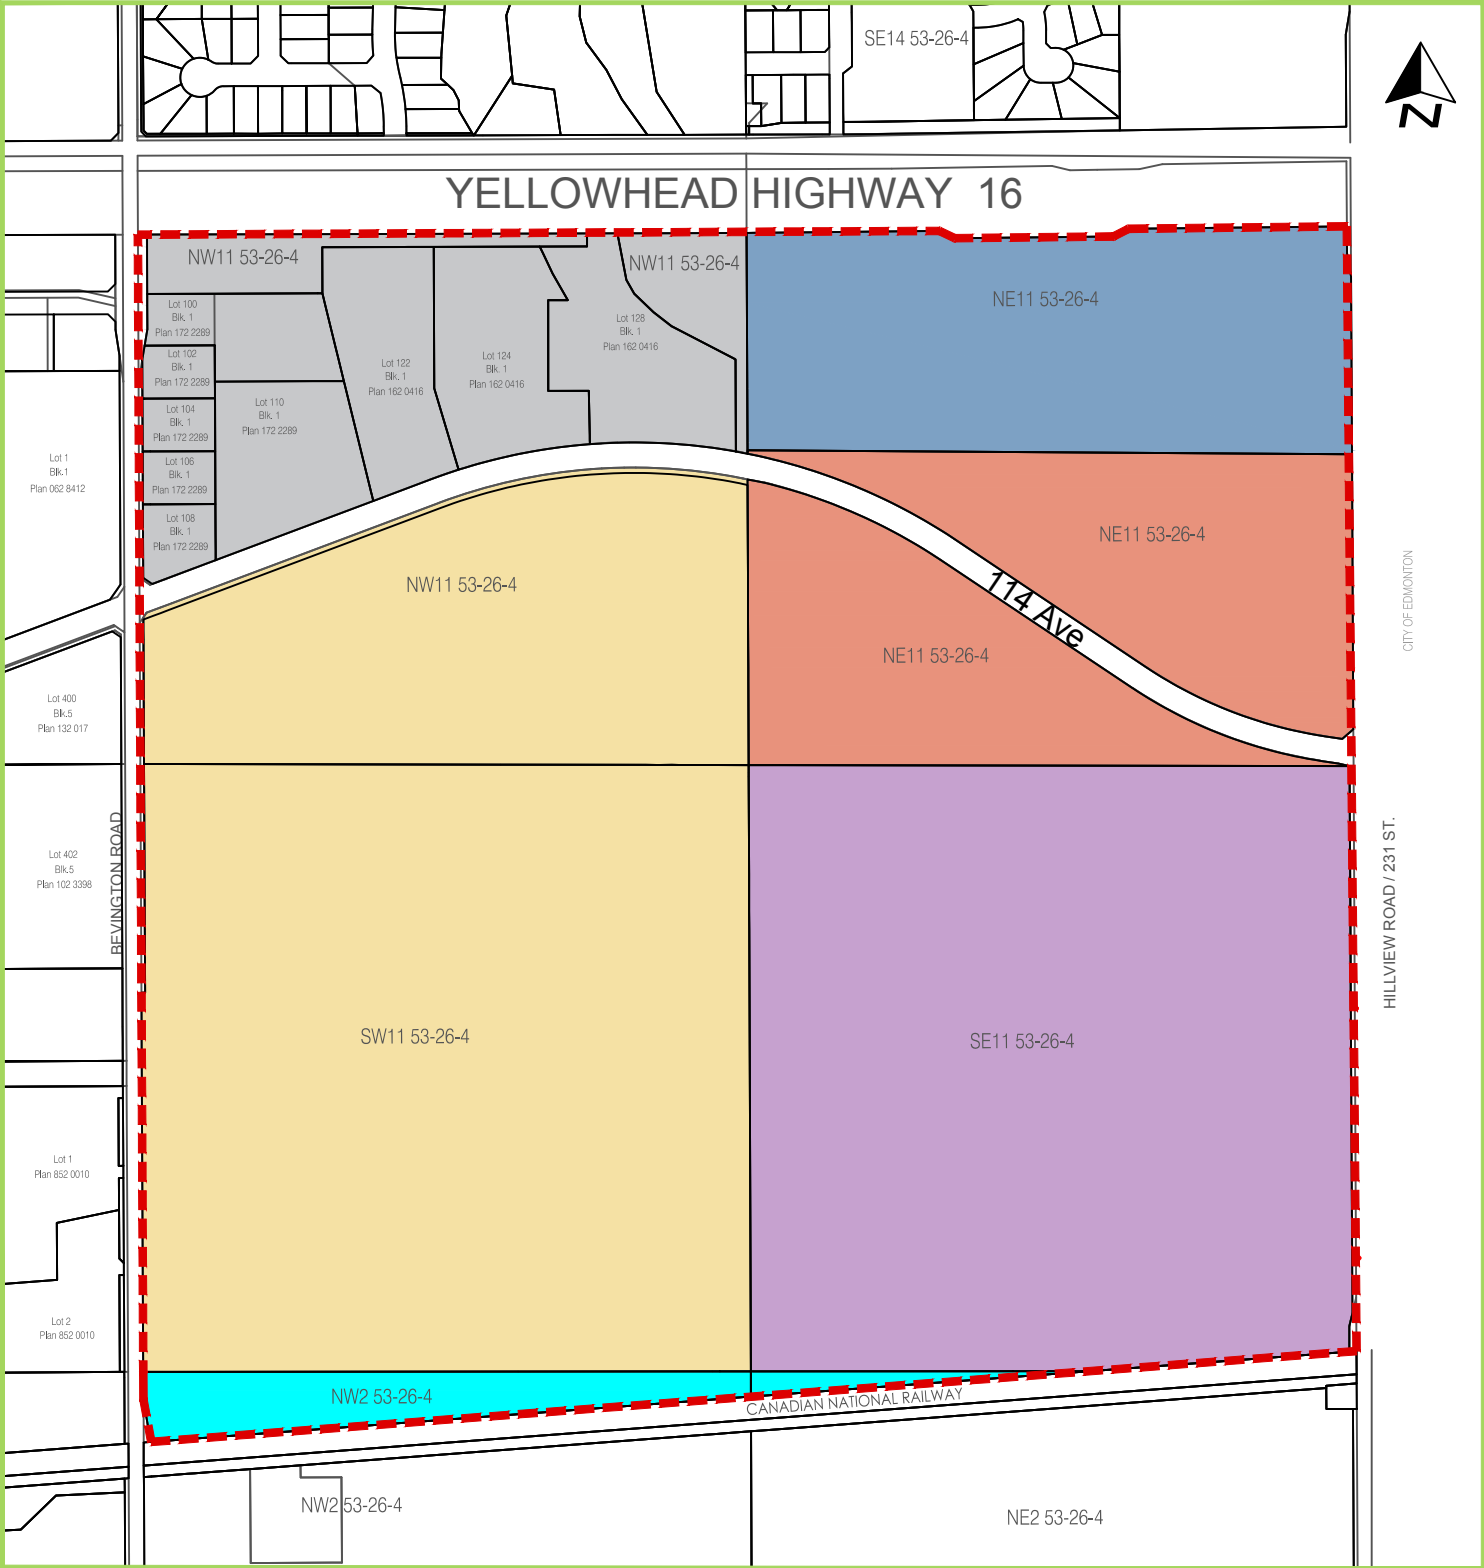 SE14 53-26-4
N
YELLOWHEAD HIGHWAY 16
NW11 53-26-4
NW11 53-26-4
NE11 53-26-4
Lot 100
Blk. 1
Plan 172 2289
Lot 102
Blk. 1
Plan 172 2289
Lot 104
Blk. 1
Plan 172 2289
Lot 106
Blk. 1
Plan 172 2289
Lot 108
Blk. 1
Plan 172 2289
Lot 110
Blk. 1
Plan 172 2289
Lot 122
Blk. 1
Plan 162 0416
Lot 124
Blk. 1
Plan 162 0416
Lot 128
Blk. 1
Plan 162 0416
Lot 1
Blk.1
Plan 062 8412
NW11 53-26-4
NE11 53-26-4
114 Ave
NE11 53-26-4
CITY OF EDMONTON
Lot 400
Blk.5
Plan 132 017
Lot 402
Blk.5
Plan 102 3398
BEVINGTON ROAD
HILLVIEW ROAD / 231 ST.
SW11 53-26-4
SE11 53-26-4
Lot 1
Plan 852 0010
Lot 2
Plan 852 0010
NW2 53-26-4
CANADIAN NATIONAL RAILWAY
NW2 53-26-4
NE2 53-26-4